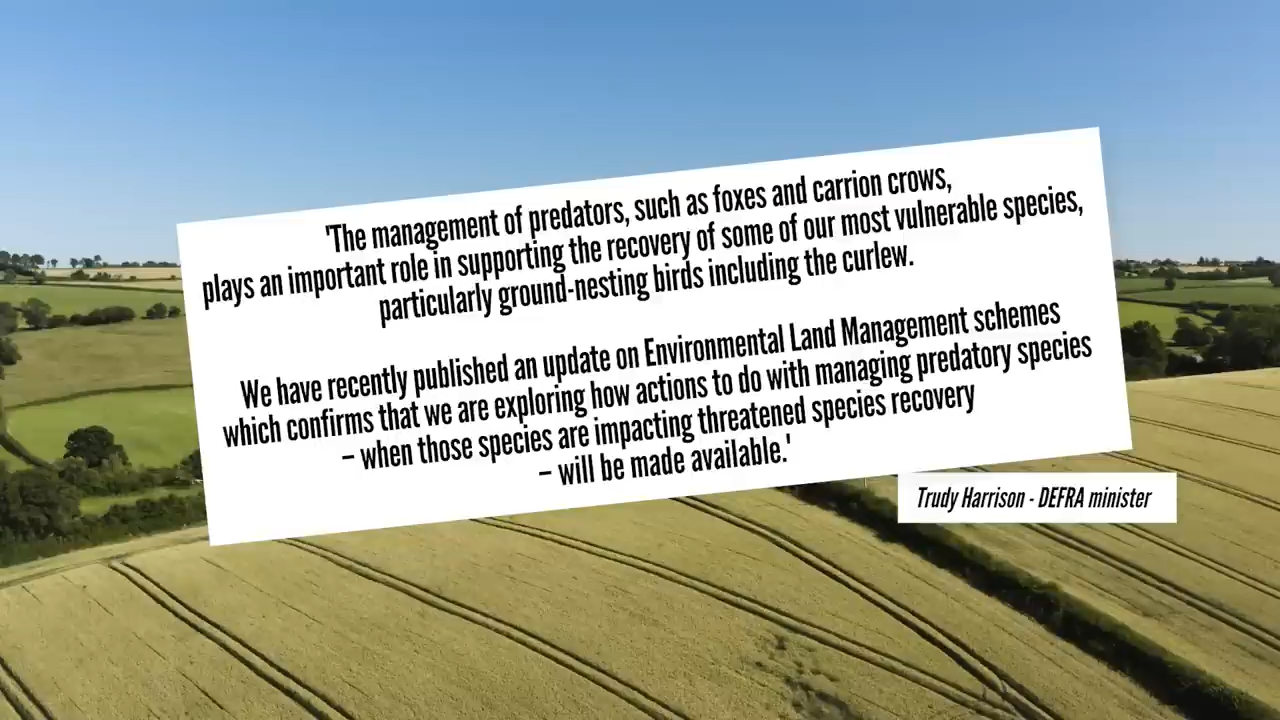 'The management of predators, such as foxes and carrion crows,
plays an important role in supporting the recovery of some of our most vulnerable species,
particularly ground-nesting birds including the curlew.
We have recently published an update on Environmental Land Management schemes
which confirms that we are exploring how actions to do with managing predatory species
– when those species are impacting threatened species recovery
– will be made available.'
Trudy Harrison - DEFRA minister